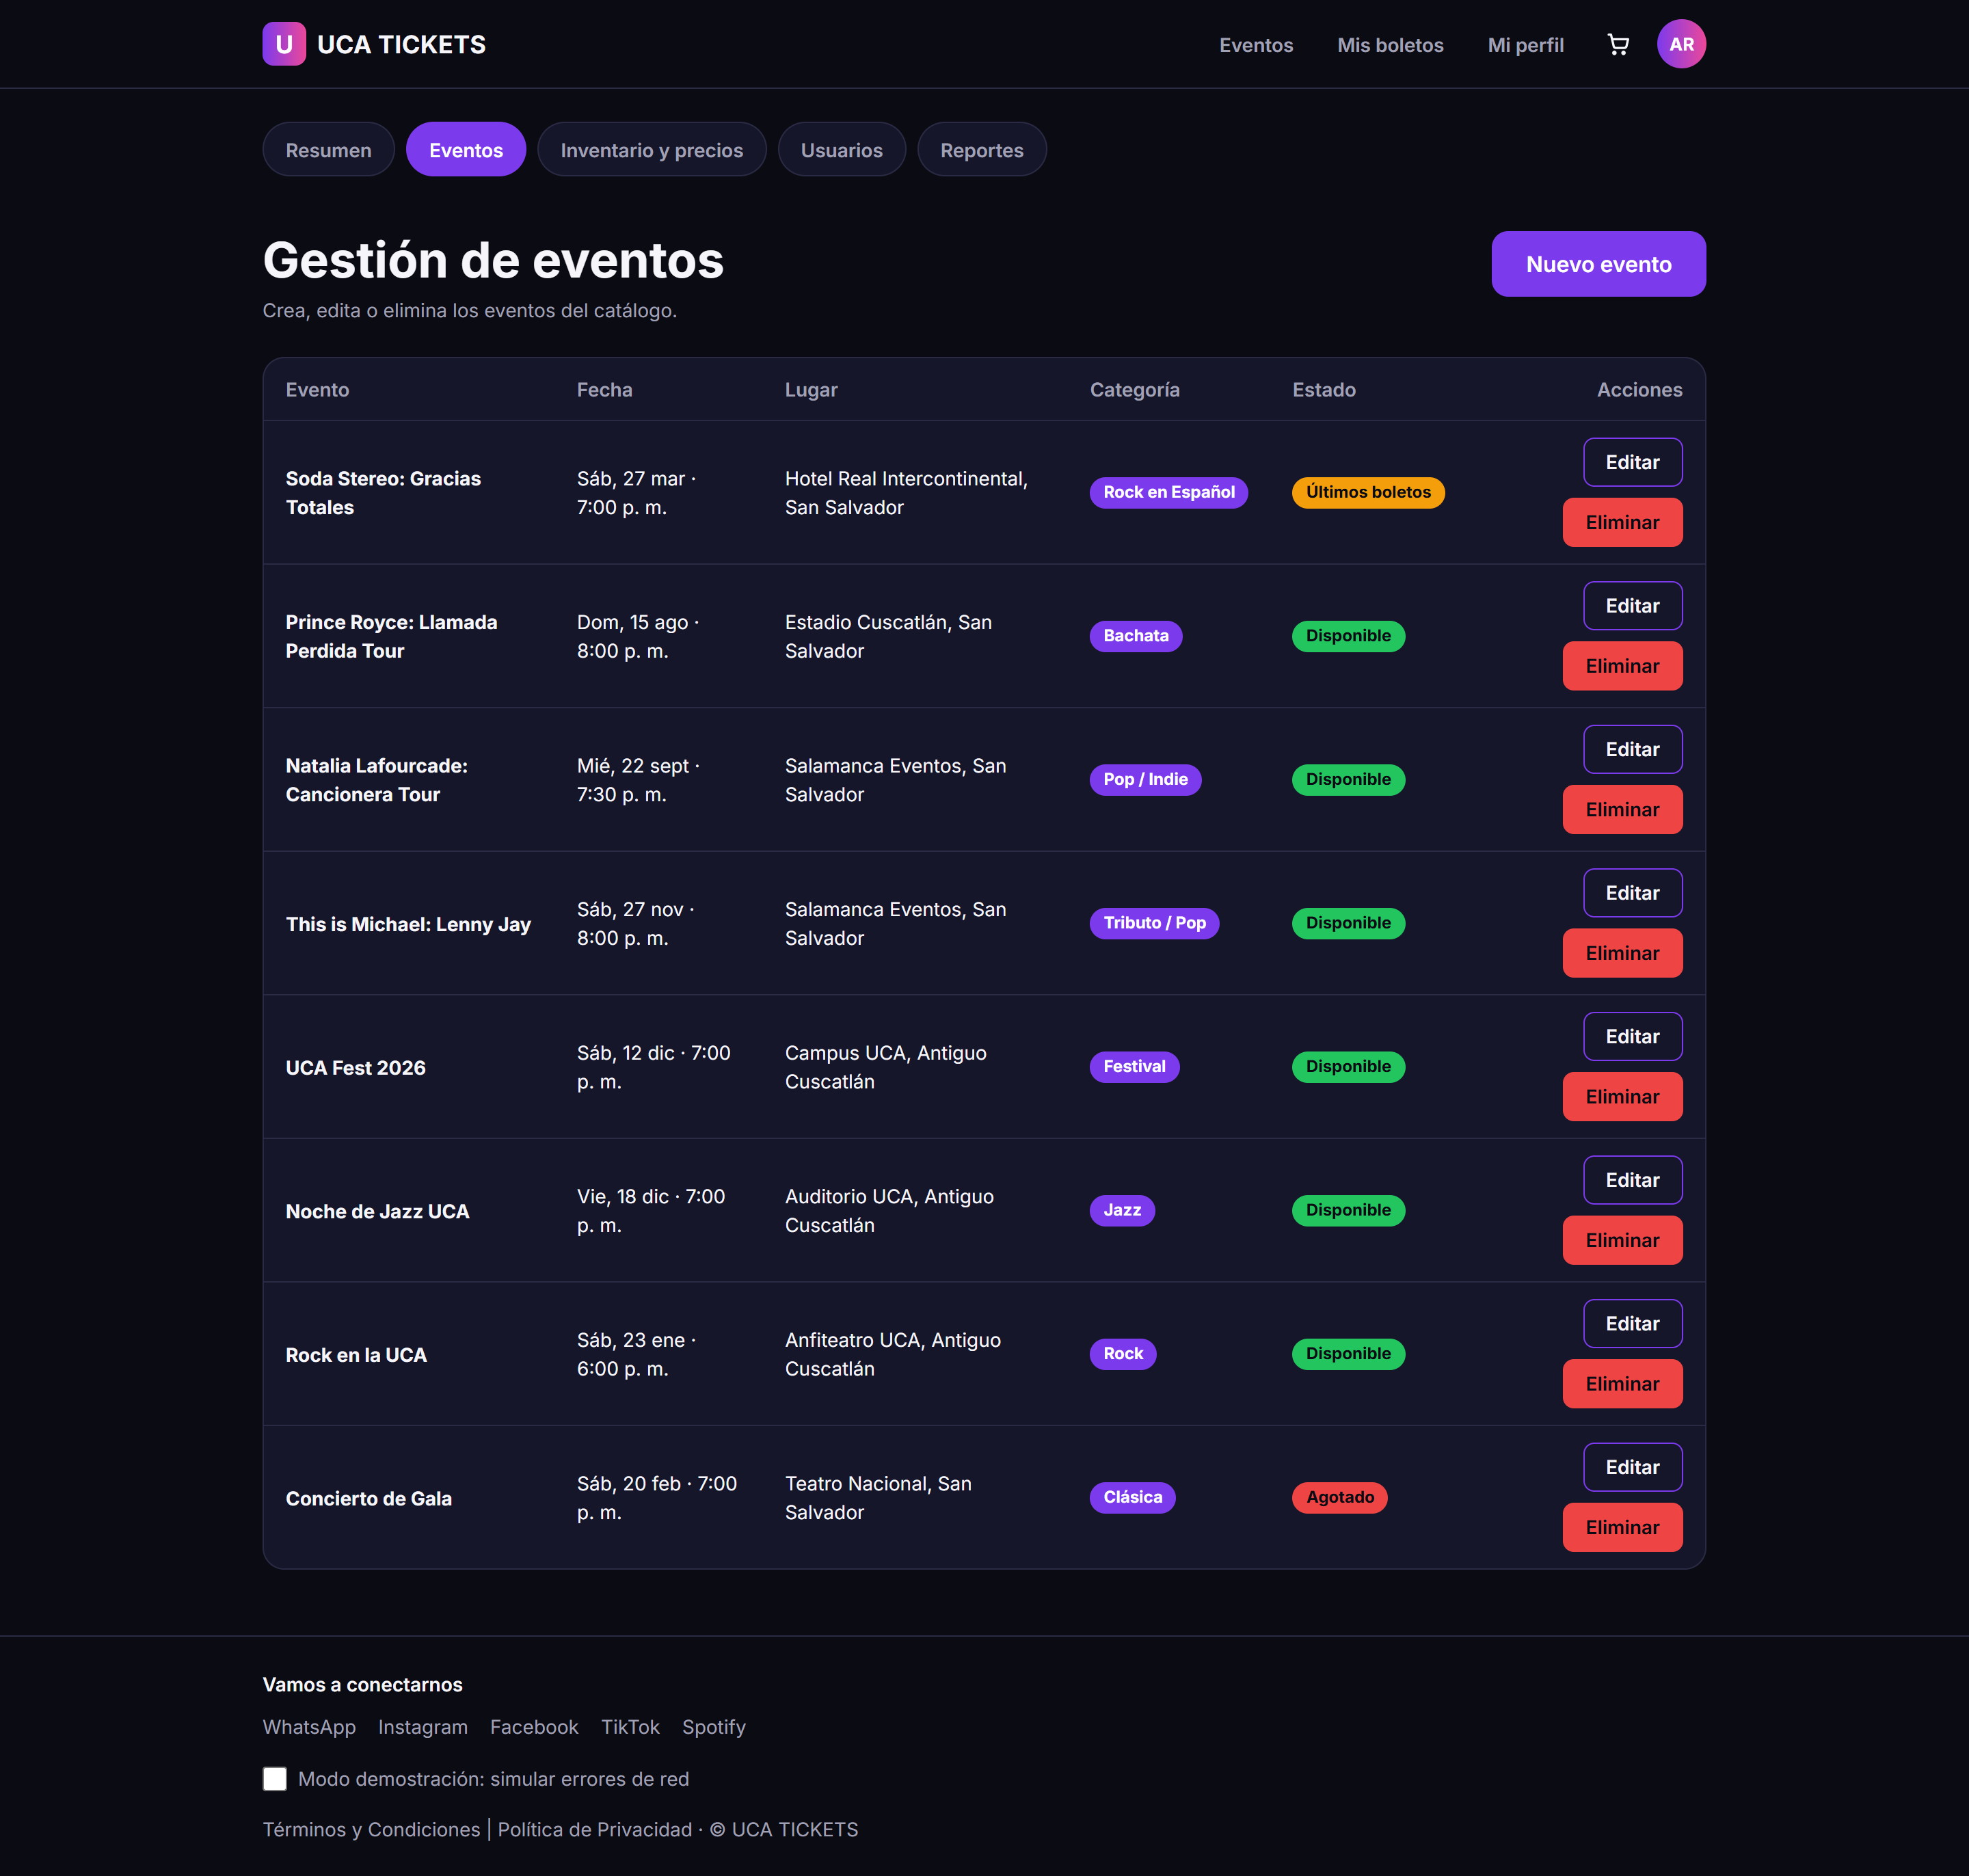 U UCA TICKETS
Eventos Mis boletos Mi perfil AR
Resumen Eventos Inventario y precios Usuarios Reportes
Gestión de eventos
Nuevo evento
Crea, edita o elimina los eventos del catálogo.
Evento Fecha Lugar Categoría Estado Acciones
Soda Stereo: Gracias
Totales
Sáb, 27 mar ·
7:00 p. m.
Hotel Real Intercontinental,
San Salvador
Rock en Español
Últimos boletos
Editar
Eliminar
Prince Royce: Llamada
Perdida Tour
Dom, 15 ago ·
8:00 p. m.
Estadio Cuscatlán, San
Salvador
Bachata
Disponible
Editar
Eliminar
Natalia Lafourcade:
Cancionera Tour
Mié, 22 sept ·
7:30 p. m.
Salamanca Eventos, San
Salvador
Pop / Indie
Disponible
Editar
Eliminar
This is Michael: Lenny Jay
Sáb, 27 nov ·
8:00 p. m.
Salamanca Eventos, San
Salvador
Tributo / Pop
Disponible
Editar
Eliminar
UCA Fest 2026
Sáb, 12 dic · 7:00
p. m.
Campus UCA, Antiguo
Cuscatlán
Festival
Disponible
Editar
Eliminar
Noche de Jazz UCA
Vie, 18 dic · 7:00
p. m.
Auditorio UCA, Antiguo
Cuscatlán
Jazz
Disponible
Editar
Eliminar
Rock en la UCA
Sáb, 23 ene ·
6:00 p. m.
Anfiteatro UCA, Antiguo
Cuscatlán
Rock
Disponible
Editar
Eliminar
Concierto de Gala
Sáb, 20 feb · 7:00
p. m.
Teatro Nacional, San
Salvador
Clásica
Agotado
Editar
Eliminar
Vamos a conectarnos
WhatsApp Instagram Facebook TikTok Spotify
Modo demostración: simular errores de red
Términos y Condiciones | Política de Privacidad · © UCA TICKETS